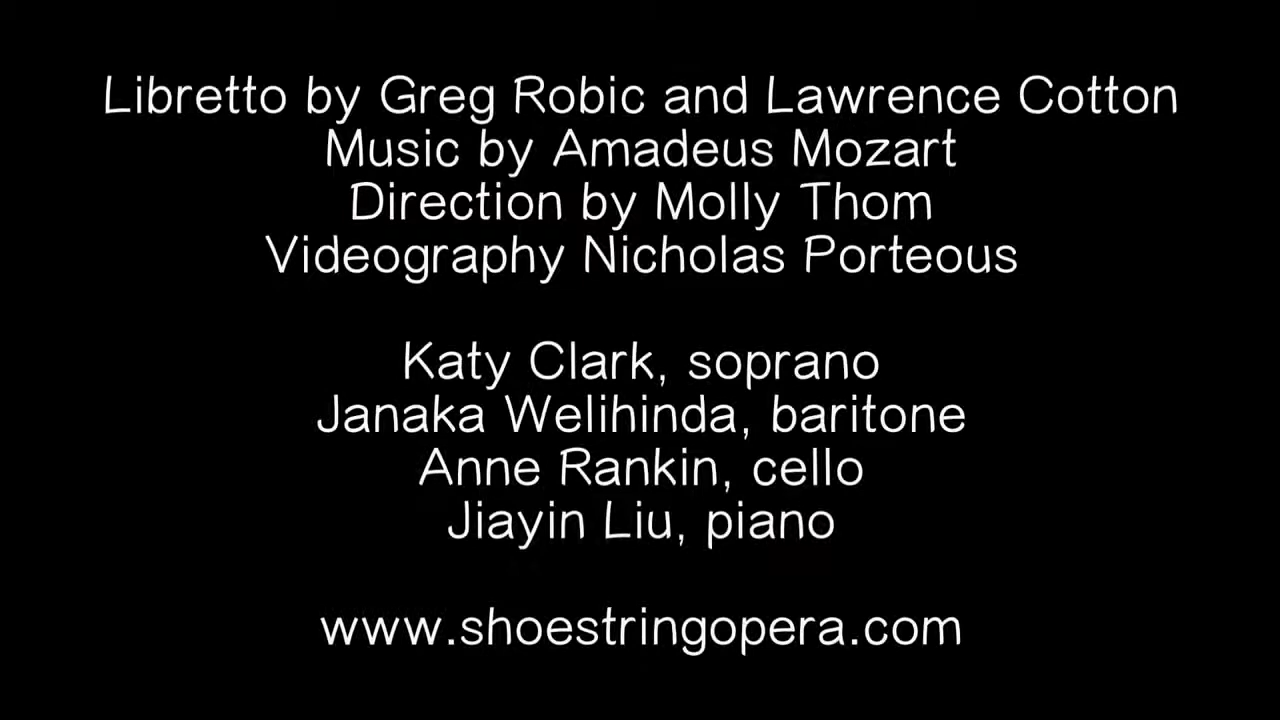 Libretto by Greg Robic and Lawrence Cotton
Music by Amadeus Mozart
Direction by Molly Thom
Videography Nicholas Porteous
Katy Clark, soprano
Janaka Welihinda, baritone
Anne Rankin, cello
Jiayin Liu, piano
www.shoestringopera.com